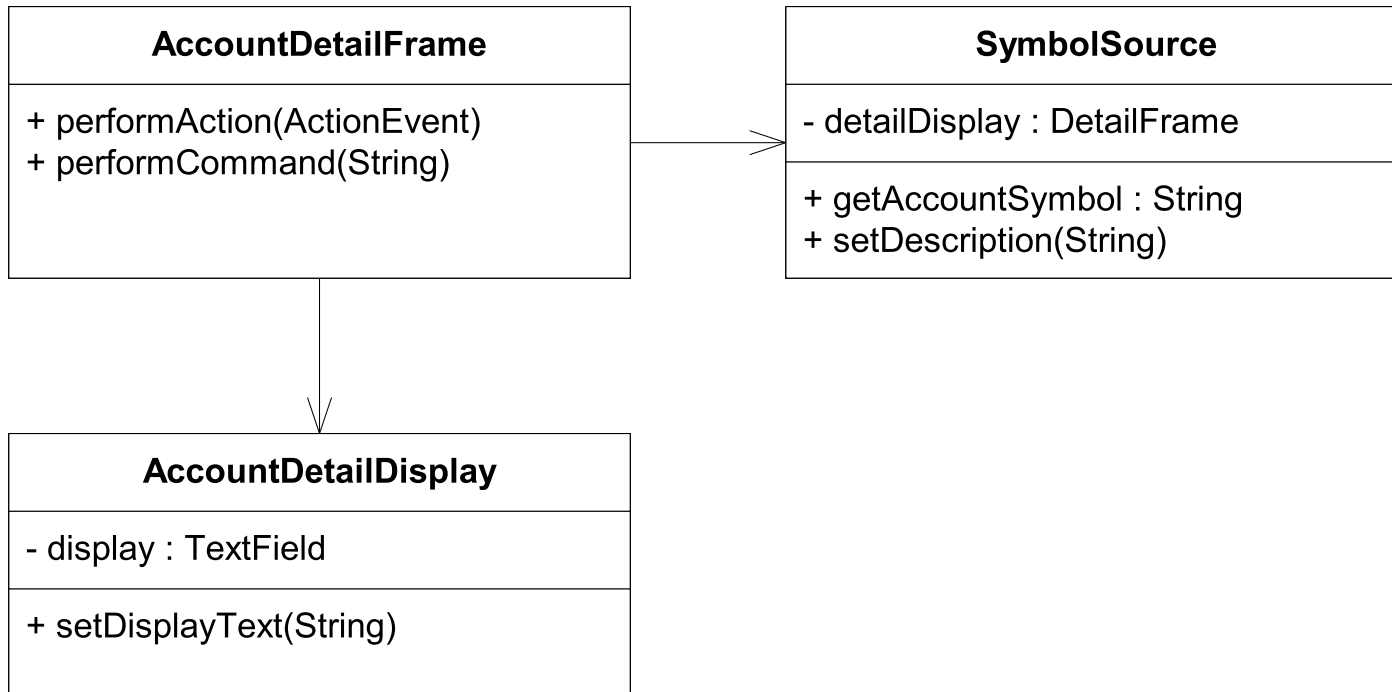 AccountDetailFrame
+ performAction(ActionEvent)
+ performCommand(String)
SymbolSource
- detailDisplay : DetailFrame
+ getAccountSymbol : String
+ setDescription(String)
AccountDetailDisplay
- display : TextField
+ setDisplayText(String)